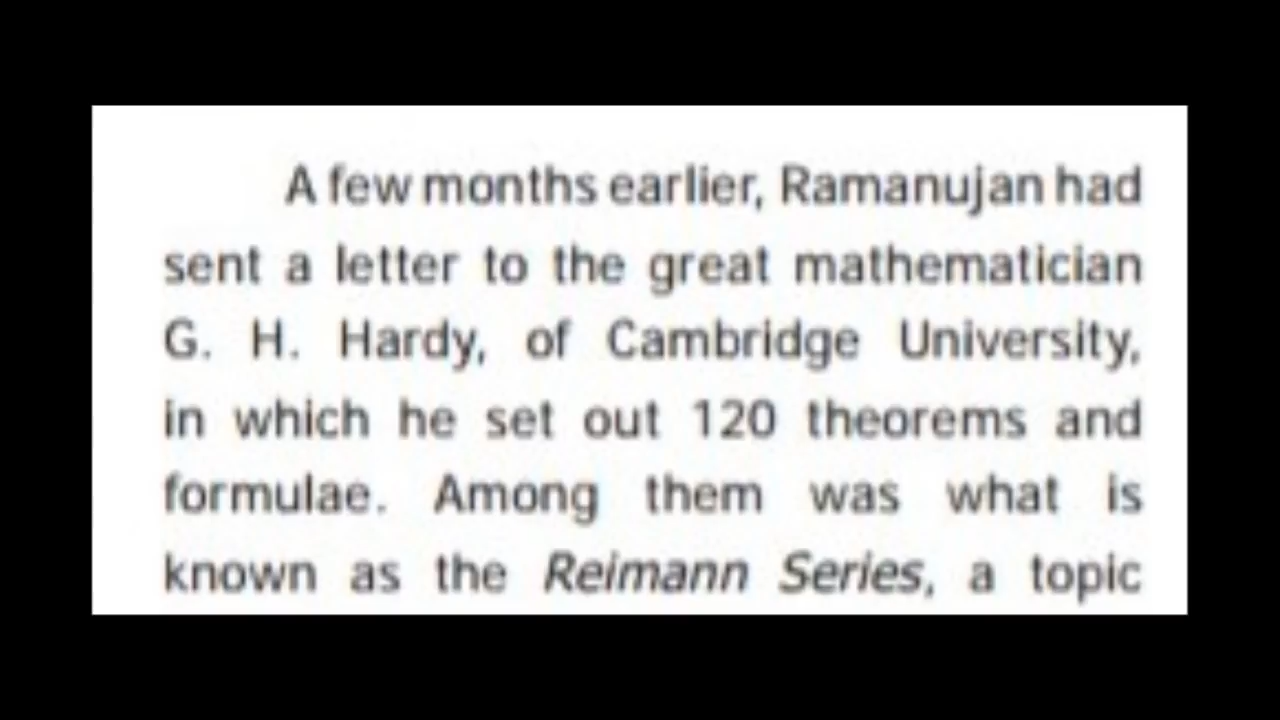 A few months earlier, Ramanujan had
sent a letter to the great mathematician
G. H. Hardy, of Cambridge University,
in which he set out 120 theorems and
formulae. Among them was what is
known as the Reimann Series, a topic